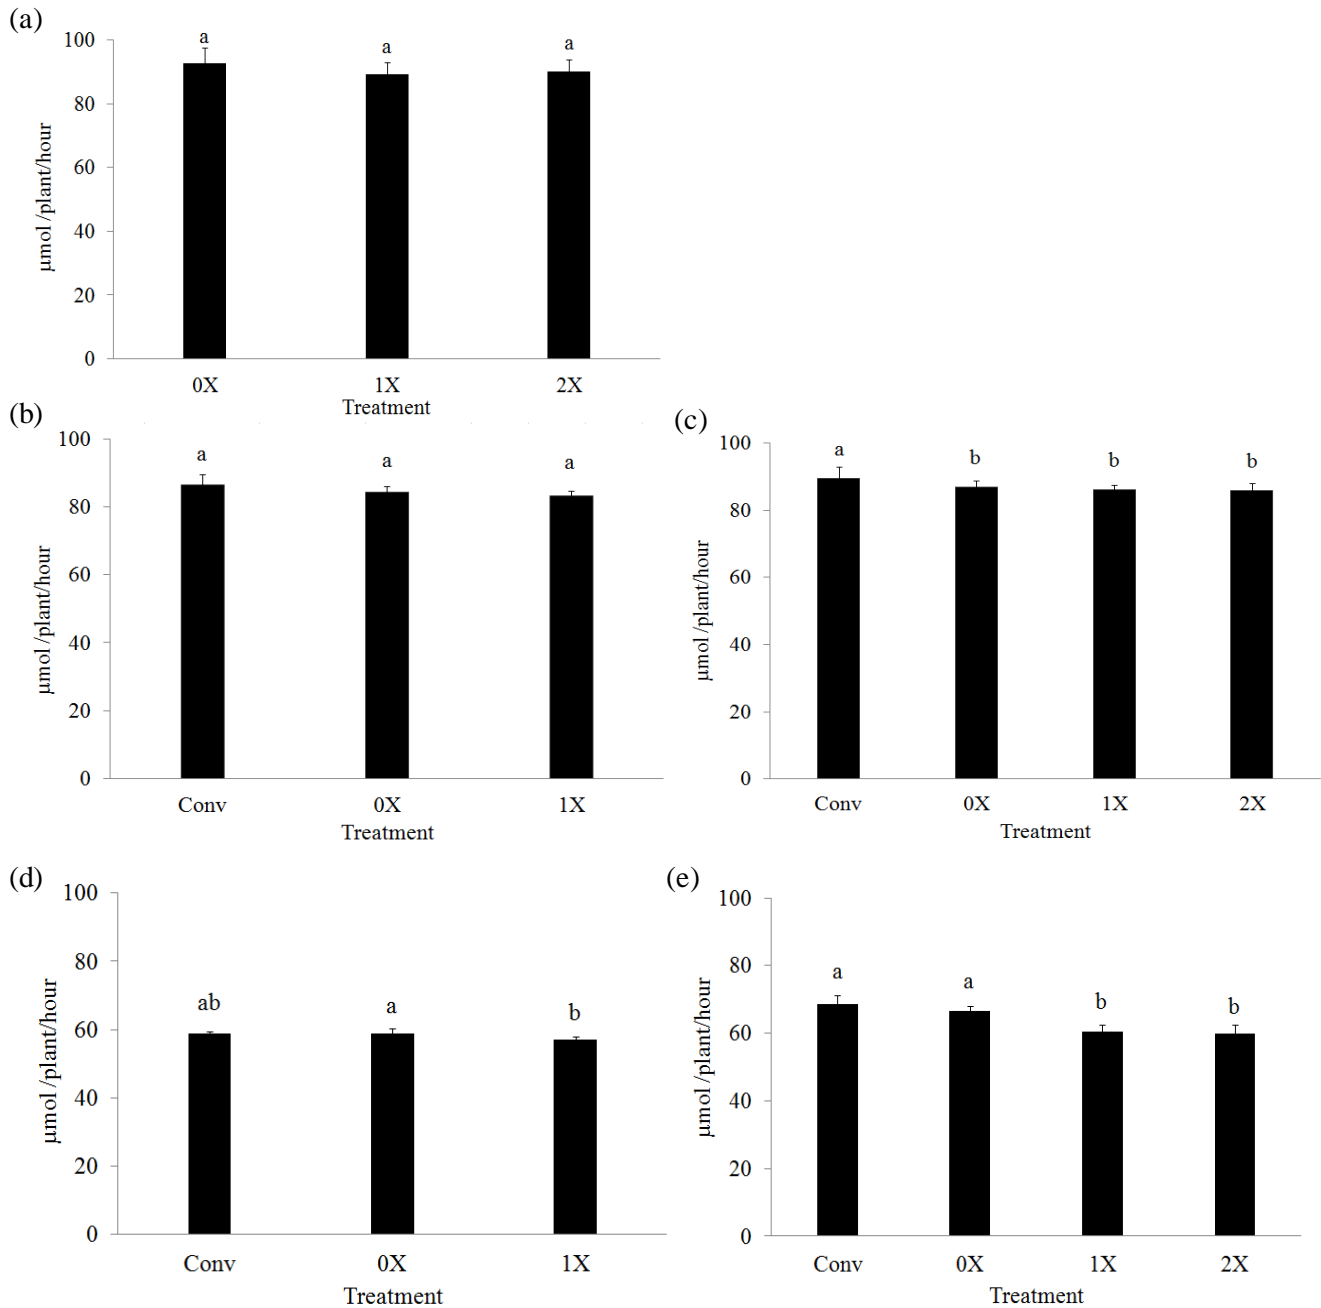 (a)
100
80
60
40
20
0
µmol /plant/hour
a a a
0X 1X 2X
Treatment
(b)
100
80
60
40
20
0
µmol /plant/hour
a a a
Conv 0X 1X
Treatment
(c)
100
80
60
40
20
0
µmol /plant/hour
a b b b
Conv 0X 1X 2X
Treatment
(d)
100
80
60
40
20
0
µmol /plant/hour
ab a b
Conv 0X 1X
Treatment
(e)
100
80
60
40
20
0
µmol /plant/hour
a a b b
Conv 0X 1X 2X
Treatment